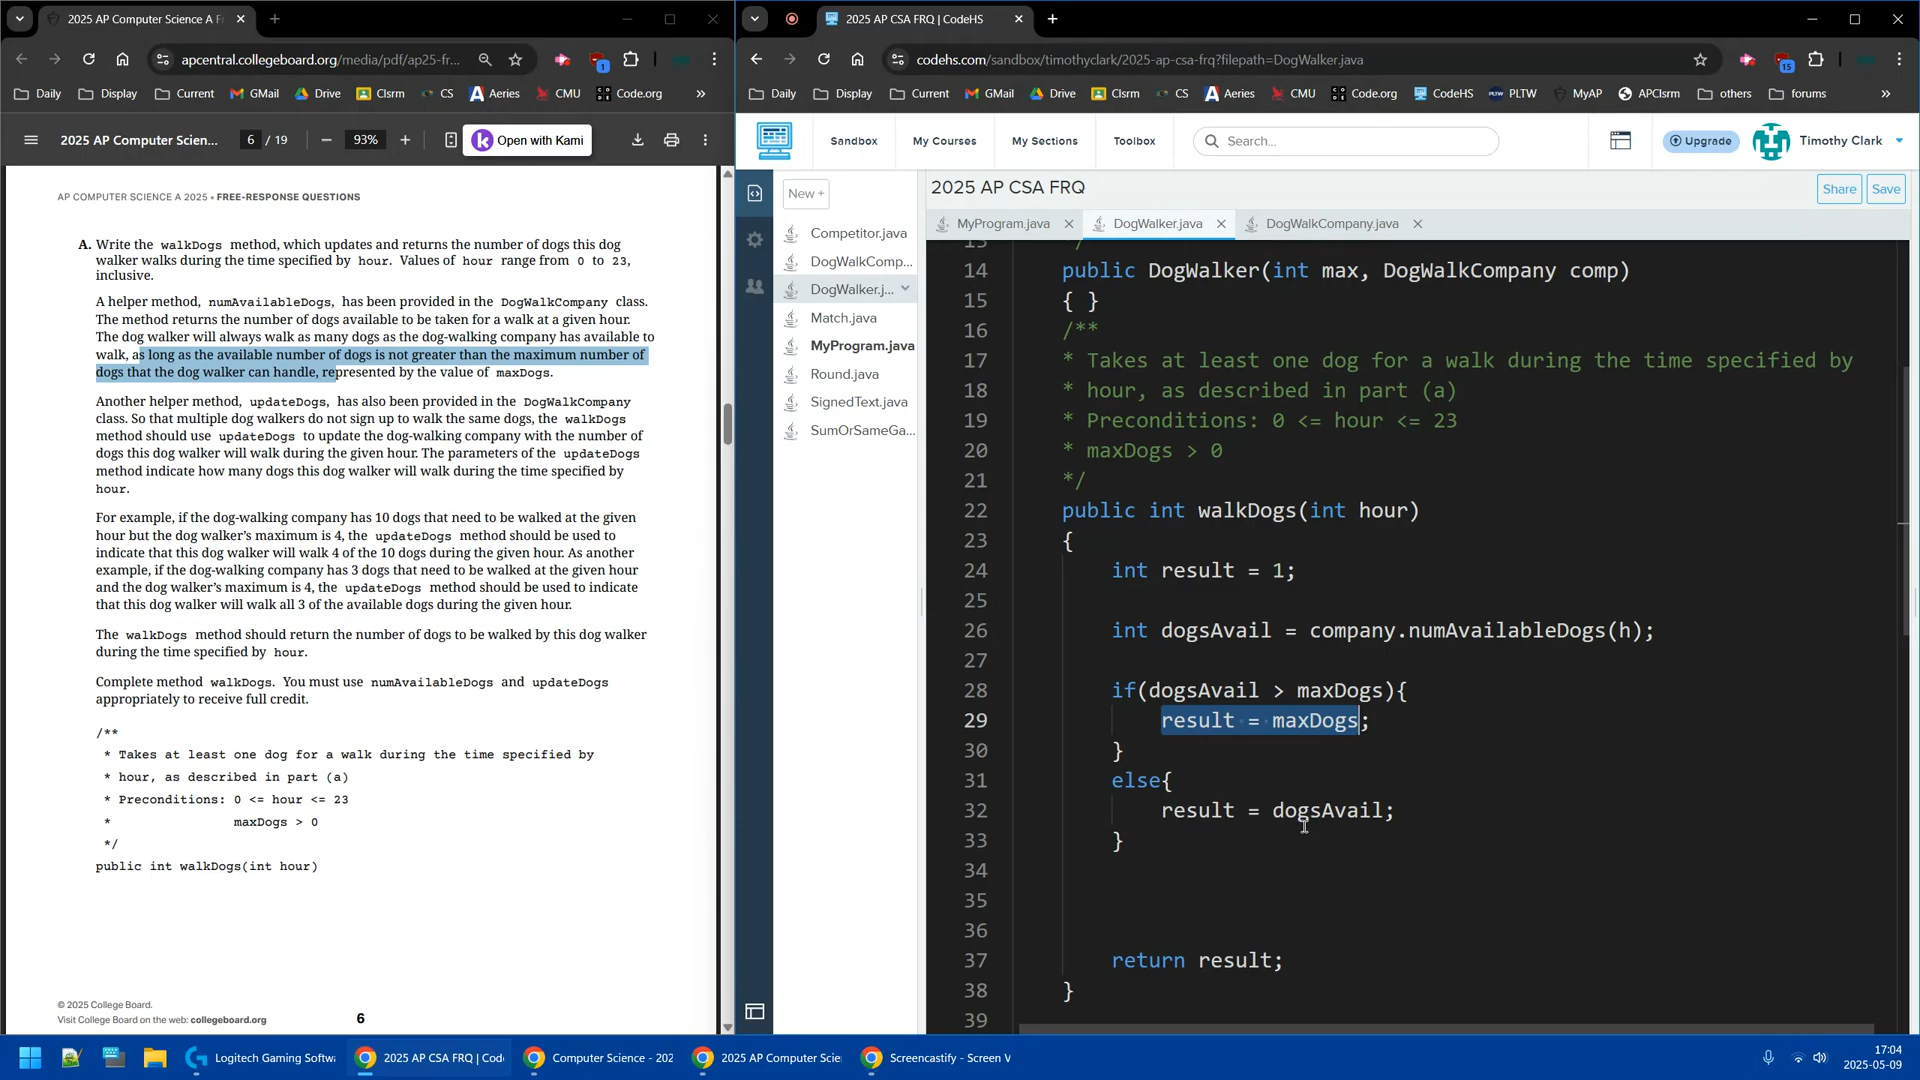 2025 AP Computer Science A F
2025 AP CSA FRQ | CodeHS
apcentral.collegeboard.org/media/pdf/ap25-fr...
1
codehs.com/sandbox/timothyclark/2025-ap-csa-frq?filepath=DogWalker.java
15
Daily Display Current GMail Drive Clsrm CS Aeries CMU Code.org »
Daily Display Current GMail Drive Clsrm CS Aeries CMU Code.org CodeHS PLTW MyAP APClsrm others forums »
2025 AP Computer Scien... 6 / 19 93% Open with Kami
Sandbox My Courses My Sections Toolbox Search... Upgrade Timothy Clark
New +
2025 AP CSA FRQ
Share Save
MyProgram.java DogWalker.java DogWalkCompany.java
Competitor.java
DogWalkComp...
DogWalker.j...
Match.java
MyProgram.java
Round.java
SignedText.java
SumOrSameGa...
AP COMPUTER SCIENCE A 2025 • FREE-RESPONSE QUESTIONS
A. Write the walkDogs method, which updates and returns the number of dogs this dog
walker walks during the time specified by hour. Values of hour range from 0 to 23,
inclusive.
A helper method, numAvailableDogs, has been provided in the DogWalkCompany class.
The method returns the number of dogs available to be taken for a walk at a given hour.
The dog walker will always walk as many dogs as the dog-walking company has available to
walk, as long as the available number of dogs is not greater than the maximum number of
dogs that the dog walker can handle, represented by the value of maxDogs.
Another helper method, updateDogs, has also been provided in the DogWalkCompany
class. So that multiple dog walkers do not sign up to walk the same dogs, the walkDogs
method should use updateDogs to update the dog-walking company with the number of
dogs this dog walker will walk during the given hour. The parameters of the updateDogs
method indicate how many dogs this dog walker will walk during the time specified by
hour.
For example, if the dog-walking company has 10 dogs that need to be walked at the given
hour but the dog walker's maximum is 4, the updateDogs method should be used to
indicate that this dog walker will walk 4 of the 10 dogs during the given hour. As another
example, if the dog-walking company has 3 dogs that need to be walked at the given hour
and the dog walker's maximum is 4, the updateDogs method should be used to indicate
that this dog walker will walk all 3 of the available dogs during the given hour.
The walkDogs method should return the number of dogs to be walked by this dog walker
during the time specified by hour.
Complete method walkDogs. You must use numAvailableDogs and updateDogs
appropriately to receive full credit.
/**
* Takes at least one dog for a walk during the time specified by
* hour, as described in part (a)
* Preconditions: 0 <= hour <= 23
* maxDogs > 0
*/
public int walkDogs(int hour)
© 2025 College Board.
Visit College Board on the web: collegeboard.org 6
13 */
14 public DogWalker(int max, DogWalkCompany comp)
15 { }
16 /**
17 * Takes at least one dog for a walk during the time specified by
18 * hour, as described in part (a)
19 * Preconditions: 0 <= hour <= 23
20 * maxDogs > 0
21 */
22 public int walkDogs(int hour)
23 {
24 int result = 1;
25
26 int dogsAvail = company.numAvailableDogs(h);
27
28 if(dogsAvail > maxDogs){
29 result = maxDogs;
30 }
31 else{
32 result = dogsAvail;
33 }
34
35
36
37 return result;
38 }
39
Logitech Gaming Softw 2025 AP CSA FRQ | Cod Computer Science - 202 2025 AP Computer Scie Screencastify - Screen V
17:04
2025-05-09